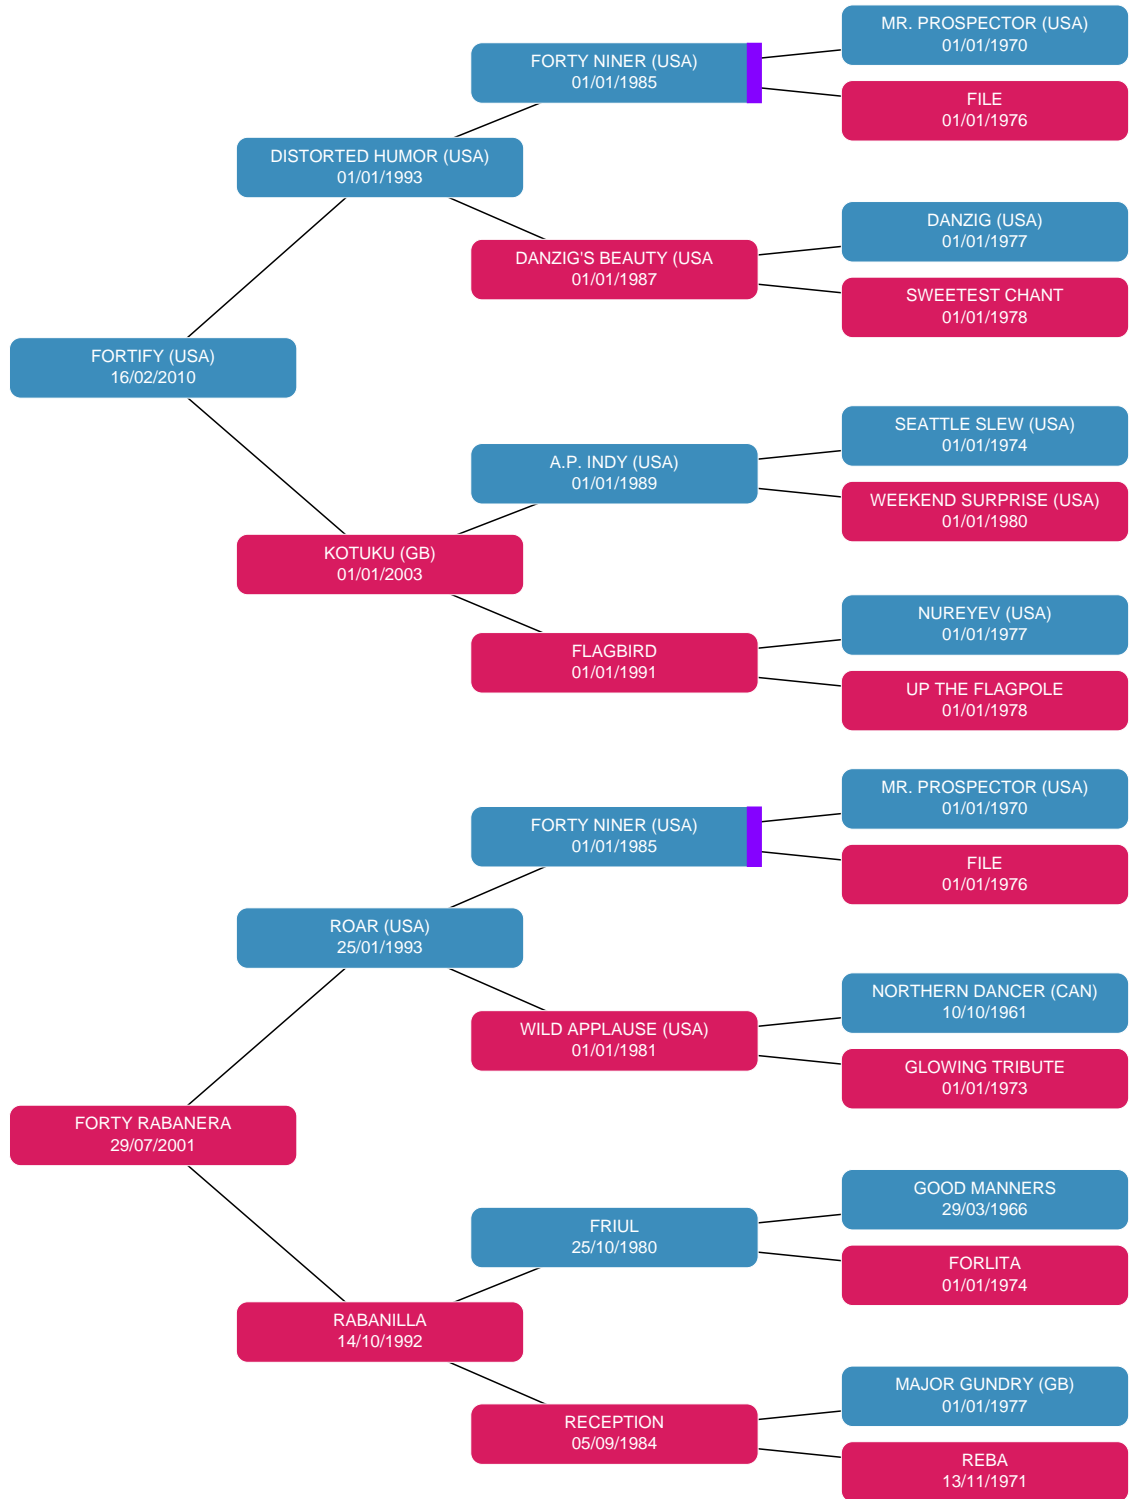 MR. PROSPECTOR (USA)
01/01/1970
FORTY NINER (USA)
01/01/1985
FILE
01/01/1976
DISTORTED HUMOR (USA)
01/01/1993
DANZIG (USA)
01/01/1977
DANZIG'S BEAUTY (USA
01/01/1987
SWEETEST CHANT
01/01/1978
FORTIFY (USA)
16/02/2010
SEATTLE SLEW (USA)
01/01/1974
A.P. INDY (USA)
01/01/1989
WEEKEND SURPRISE (USA)
01/01/1980
KOTUKU (GB)
01/01/2003
NUREYEV (USA)
01/01/1977
FLAGBIRD
01/01/1991
UP THE FLAGPOLE
01/01/1978
MR. PROSPECTOR (USA)
01/01/1970
FORTY NINER (USA)
01/01/1985
FILE
01/01/1976
ROAR (USA)
25/01/1993
NORTHERN DANCER (CAN)
10/10/1961
WILD APPLAUSE (USA)
01/01/1981
GLOWING TRIBUTE
01/01/1973
FORTY RABANERA
29/07/2001
GOOD MANNERS
29/03/1966
FRIUL
25/10/1980
FORLITA
01/01/1974
RABANILLA
14/10/1992
MAJOR GUNDRY (GB)
01/01/1977
RECEPTION
05/09/1984
REBA
13/11/1971